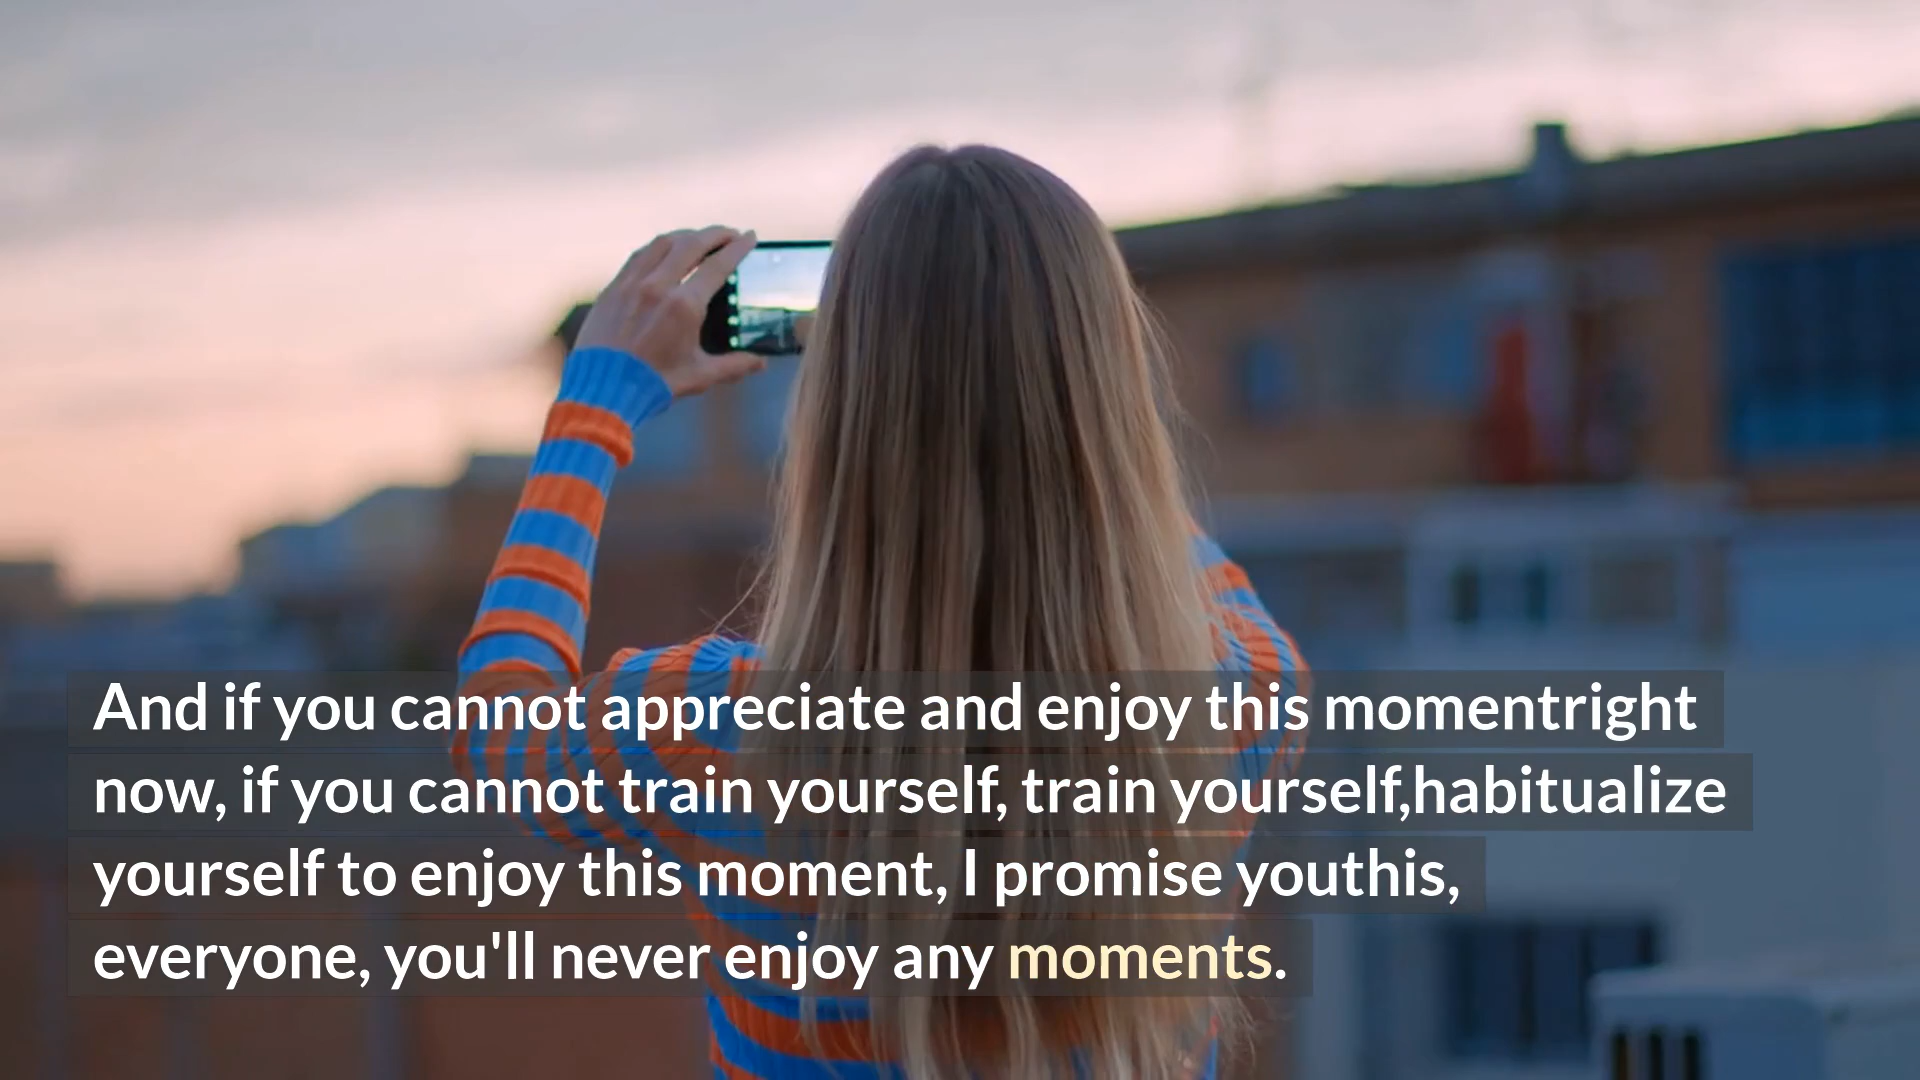 And if you cannot appreciate and enjoy this momentright
now, if you cannot train yourself, train yourself,habitualize
yourself to enjoy this moment, I promise youthis,
everyone, you'll never enjoy any moments.